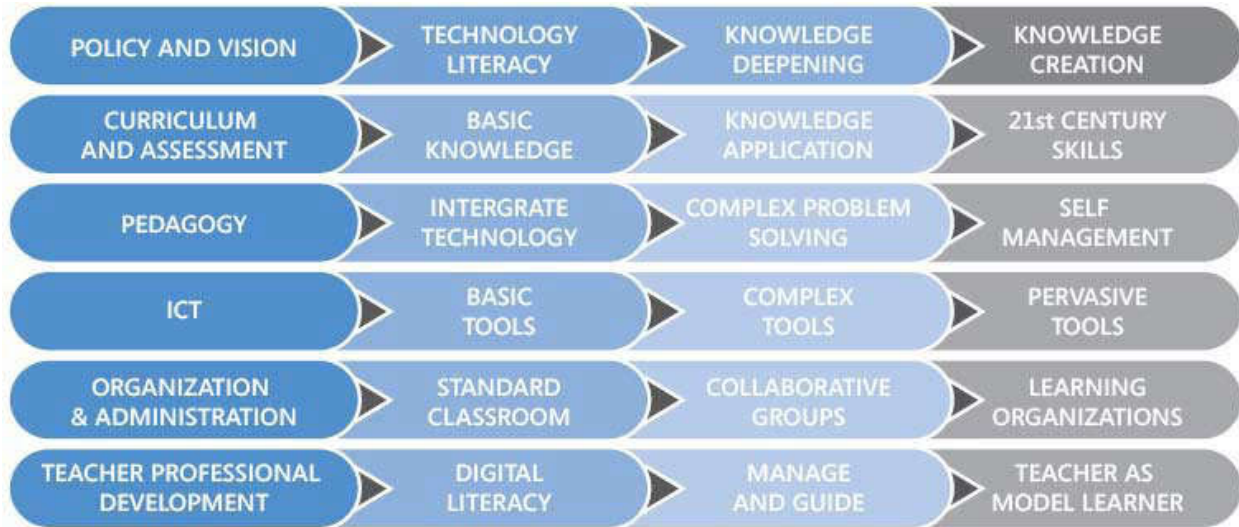 POLICY AND VISION
TECHNOLOGY
LITERACY
KNOWLEDGE
DEEPENING
KNOWLEDGE
CREATION
CURRICULUM
AND ASSESSMENT
BASIC
KNOWLEDGE
KNOWLEDGE
APPLICATION
21st CENTURY
SKILLS
PEDAGOGY
INTERGRATE
TECHNOLOGY
COMPLEX PROBLEM
SOLVING
SELF
MANAGEMENT
ICT
BASIC
TOOLS
COMPLEX
TOOLS
PERVASIVE
TOOLS
ORGANIZATION
& ADMINISTRATION
STANDARD
CLASSROOM
COLLABORATIVE
GROUPS
LEARNING
ORGANIZATIONS
TEACHER PROFESSIONAL
DEVELOPMENT
DIGITAL
LITERACY
MANAGE
AND GUIDE
TEACHER AS
MODEL LEARNER